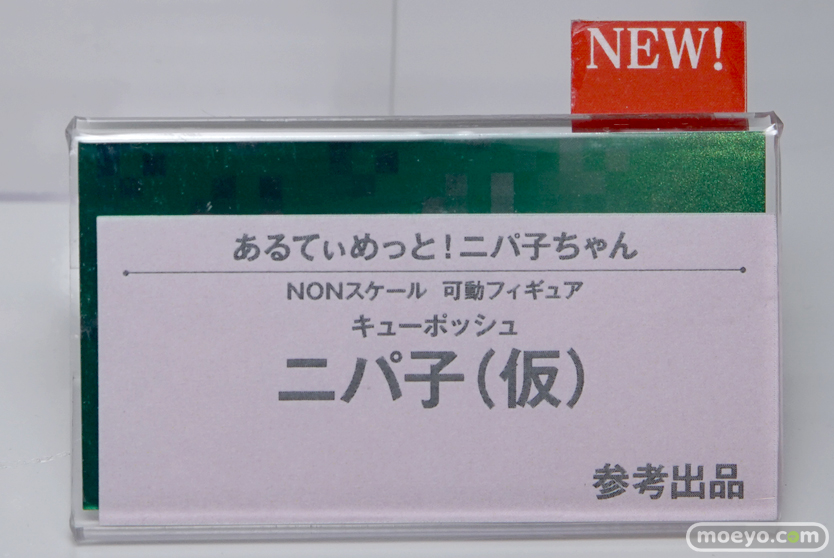 NEW!
あるてぃめっと！ニパ子ちゃん
NONスケール 可動フィギュア
キューポッシュ
ニパ子（仮）
参考出品
moeyo.com